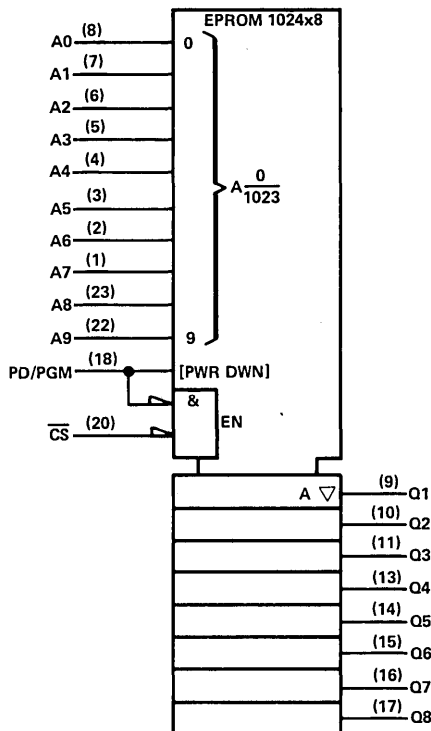 EPROM 1024x8
A0 (8) 0
A1 (7)
A2 (6)
A3 (5)
A4 (4)
A 0
1023
A5 (3)
A6 (2)
A7 (1)
A8 (23)
A9 (22) 9
PD/PGM (18) [PWR DWN]
&
EN
CS (20)
A ▽ (9) Q1
(10) Q2
(11) Q3
(13) Q4
(14) Q5
(15) Q6
(16) Q7
(17) Q8